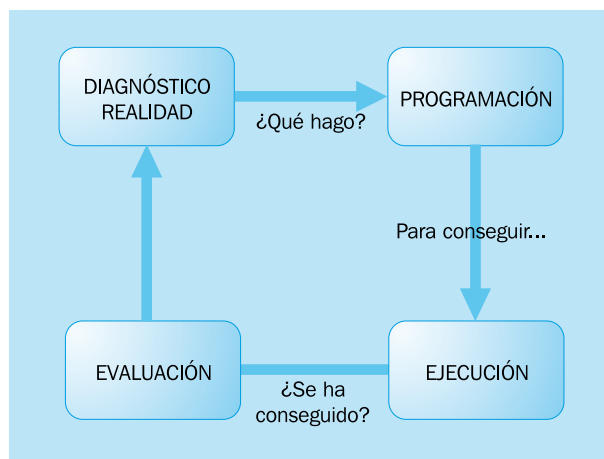 DIAGNÓSTICO
REALIDAD
¿Qué hago?
PROGRAMACIÓN
Para conseguir...
EVALUACIÓN
¿Se ha
conseguido?
EJECUCIÓN